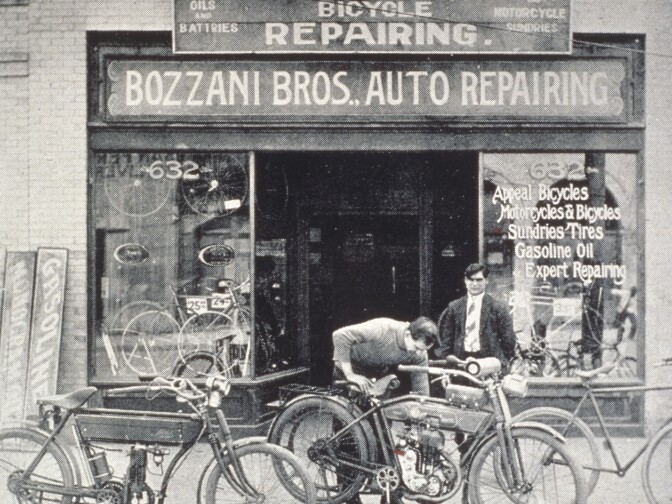 OILS
AND
BATTERIES
BICYCLE
REPAIRING.
MOTORCYCLE
SUNDRIES
BOZZANI BROS., AUTO REPAIRING
632
632
Appeal Bicycles
Motorcycles & Bicycles
Sundries Tires
Gasoline Oil
Expert Repairing
25¢